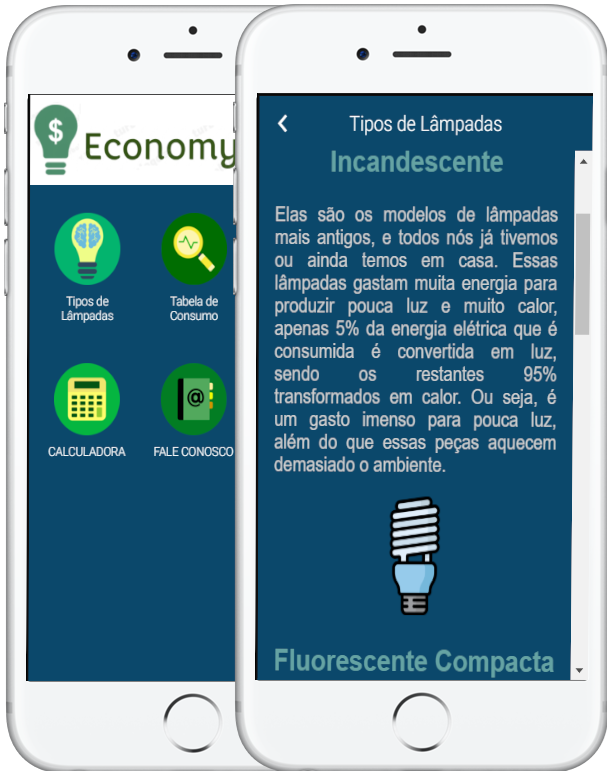 $
Economy
Tipos de
Lâmpadas
Tabela de
Consumo
@
CALCULADORA
FALE CONOSCO
Tipos de Lâmpadas
Incandescente
Elas são os modelos de lâmpadas
mais antigos, e todos nós já tivemos
ou ainda temos em casa. Essas
lâmpadas gastam muita energia para
produzir pouca luz e muito calor,
apenas 5% da energia elétrica que é
consumida é convertida em luz,
sendo os restantes 95%
transformados em calor. Ou seja, é
um gasto imenso para pouca luz,
além do que essas peças aquecem
demasiado o ambiente.
Fluorescente Compacta